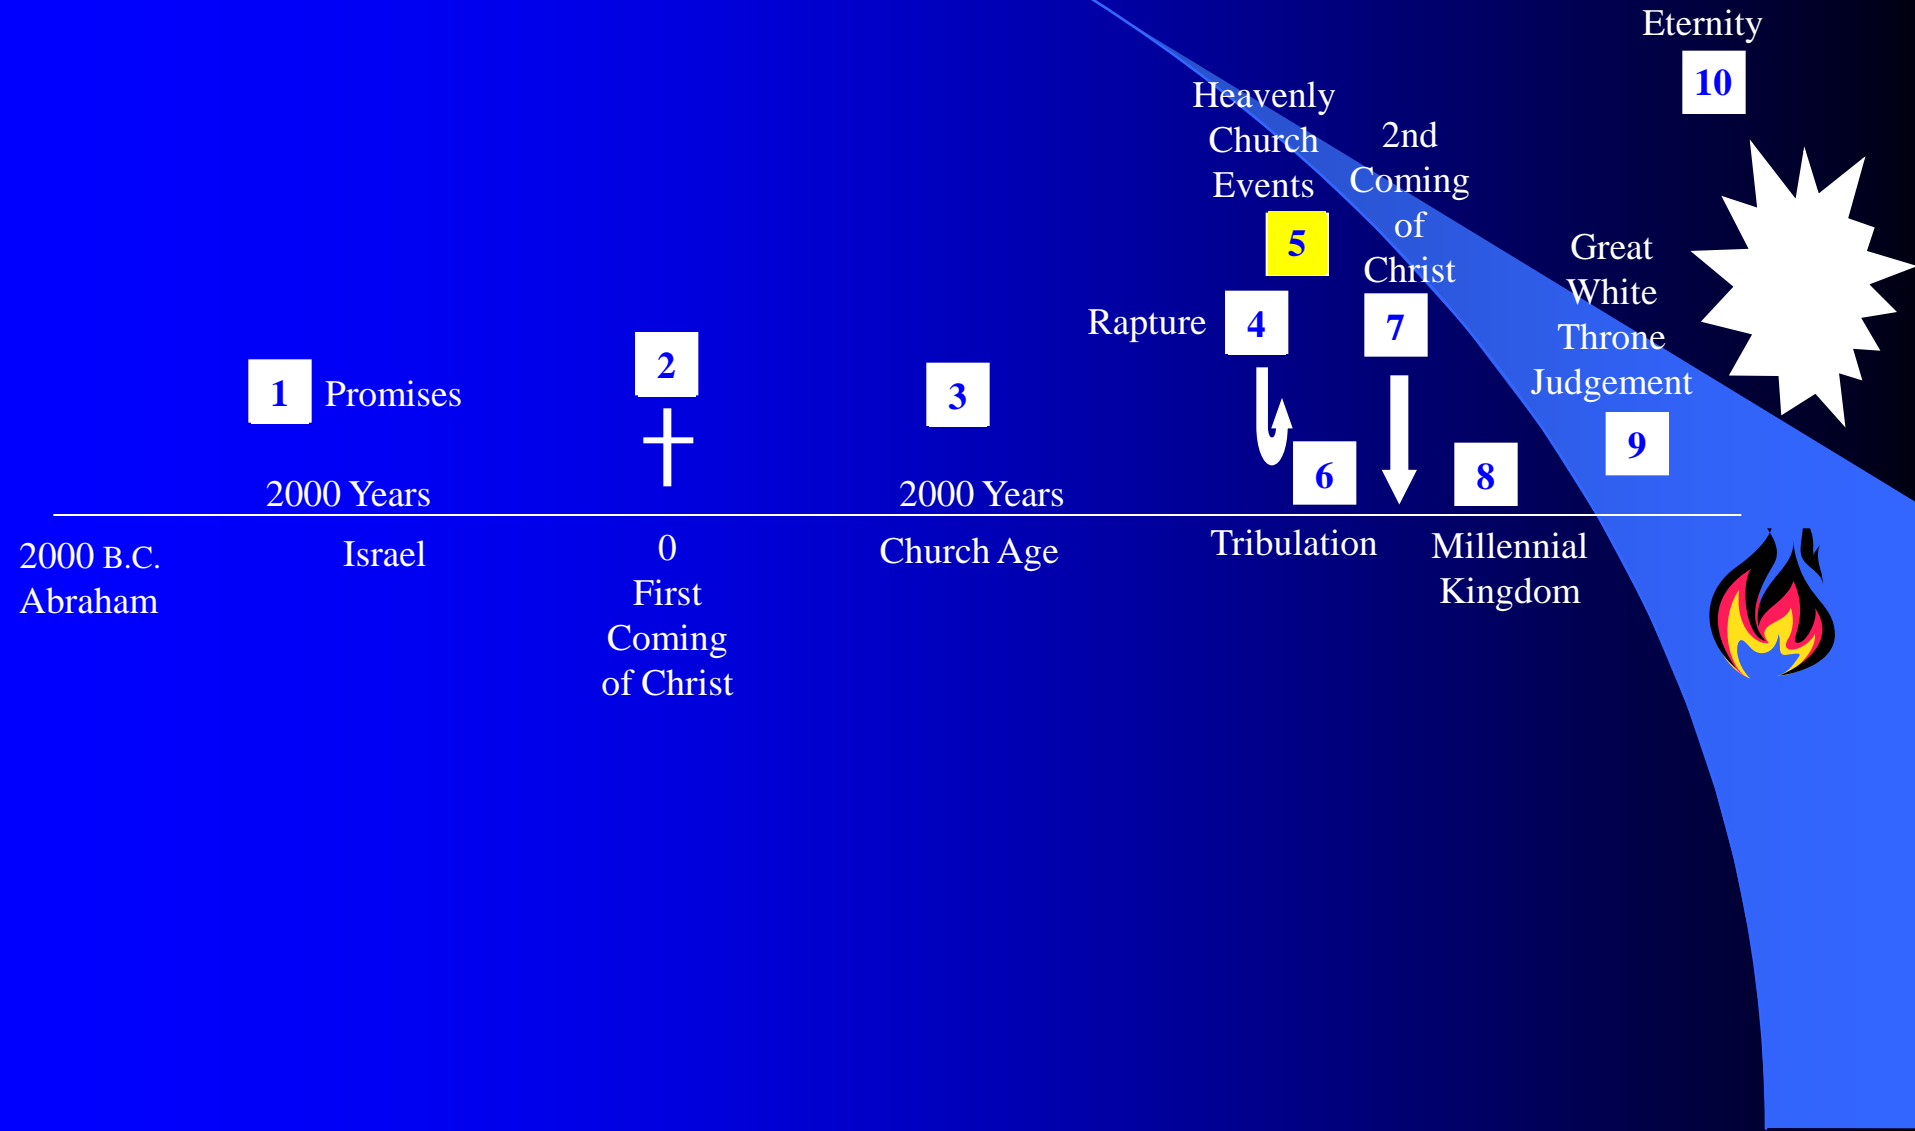 Eternity
10
Heavenly
Church
Events
5
2nd
Coming
of
Christ
7
Great
White
Throne
Judgement
9
Rapture
4
1
Promises
2
3
6
8
2000 Years
2000 Years
2000 B.C.
Abraham
Israel
0
First
Coming
of Christ
Church Age
Tribulation
Millennial
Kingdom